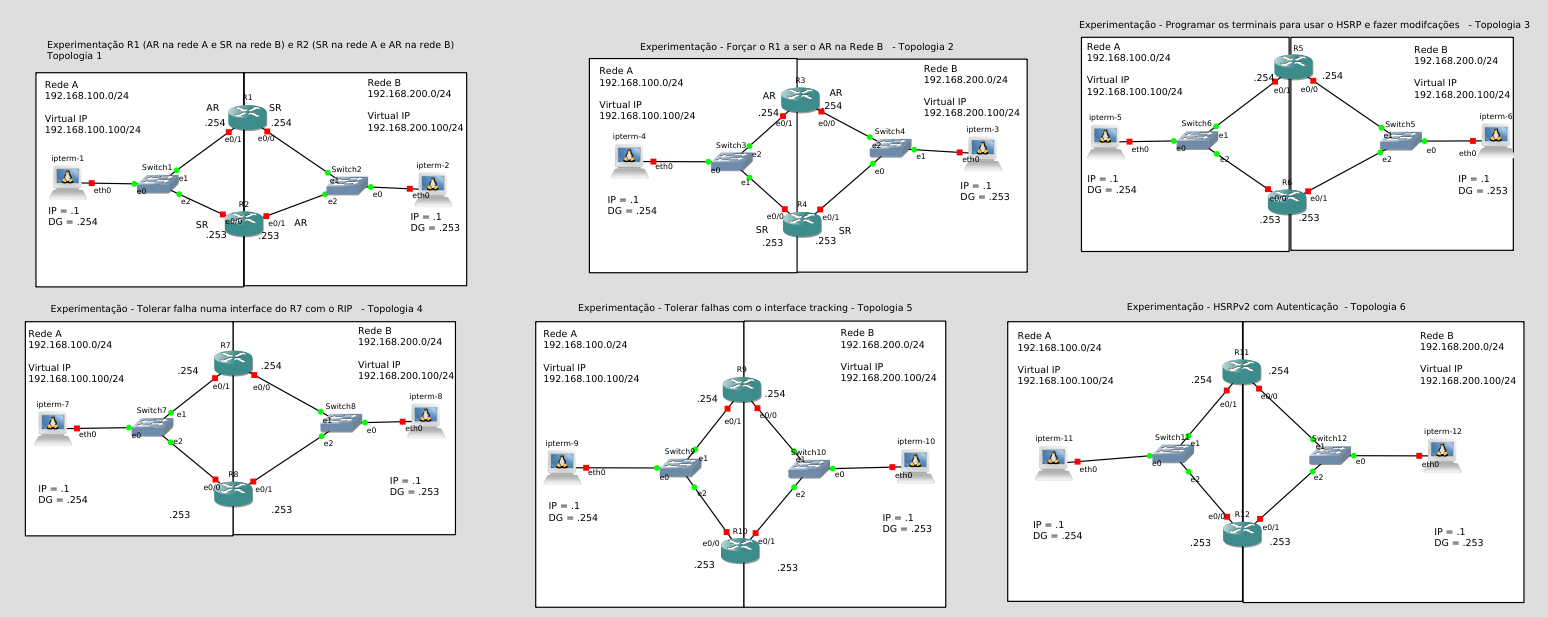 Experimentação R1 (AR na rede A e SR na rede B) e R2 (SR na rede A e AR na rede B)
Topologia 1
Rede A
192.168.100.0/24
Virtual IP
192.168.100.100/24
Rede B
192.168.200.0/24
Virtual IP
192.168.200.100/24
R1
AR
SR
.254
.254
e0/1
e0/0
ipterm-1
eth0
Switch1
e0
e1
e2
Switch2
e1
e2
e0
ipterm-2
eth0
IP = .1
DG = .254
IP = .1
DG = .253
R2
e0/0
e0/1
SR
AR
.253
.253
Experimentação - Forçar o R1 a ser o AR na Rede B - Topologia 2
Rede A
192.168.100.0/24
Virtual IP
192.168.100.100/24
Rede B
192.168.200.0/24
Virtual IP
192.168.200.100/24
R3
AR
AR
.254
.254
e0/1
e0/0
ipterm-4
eth0
Switch3
e0
e2
e1
Switch4
e2
e0
e1
ipterm-3
eth0
IP = .1
DG = .254
IP = .1
DG = .253
R4
e0/0
e0/1
SR
SR
.253
.253
Experimentação - Programar os terminais para usar o HSRP e fazer modifcações - Topologia 3
Rede A
192.168.100.0/24
Virtual IP
192.168.100.100/24
Rede B
192.168.200.0/24
Virtual IP
192.168.200.100/24
R5
.254
.254
e0/1
e0/0
ipterm-5
eth0
Switch6
e0
e1
e2
Switch5
e1
e2
e0
ipterm-6
eth0
IP = .1
DG = .254
IP = .1
DG = .253
R6
e0/0
e0/1
.253
.253
Experimentação - Tolerar falha numa interface do R7 com o RIP - Topologia 4
Rede A
192.168.100.0/24
Virtual IP
192.168.100.100/24
Rede B
192.168.200.0/24
Virtual IP
192.168.200.100/24
R7
.254
.254
e0/1
e0/0
ipterm-7
eth0
Switch7
e0
e1
e2
Switch8
e1
e2
e0
ipterm-8
eth0
IP = .1
DG = .254
IP = .1
DG = .253
R8
e0/0
e0/1
.253
.253
Experimentação - Tolerar falhas com o interface tracking - Topologia 5
Rede A
192.168.100.0/24
Virtual IP
192.168.100.100/24
Rede B
192.168.200.0/24
Virtual IP
192.168.200.100/24
R9
.254
.254
e0/1
e0/0
ipterm-9
eth0
Switch9
e0
e1
e2
Switch10
e1
e2
e0
ipterm-10
eth0
IP = .1
DG = .254
IP = .1
DG = .253
R10
e0/0
e0/1
.253
.253
Experimentação - HSRPv2 com Autenticação - Topologia 6
Rede A
192.168.100.0/24
Virtual IP
192.168.100.100/24
Rede B
192.168.200.0/24
Virtual IP
192.168.200.100/24
R11
.254
.254
e0/1
e0/0
ipterm-11
eth0
Switch11
e0
e1
e2
Switch12
e1
e2
e0
ipterm-12
eth0
IP = .1
DG = .254
IP = .1
DG = .253
R12
e0/0
e0/1
.253
.253